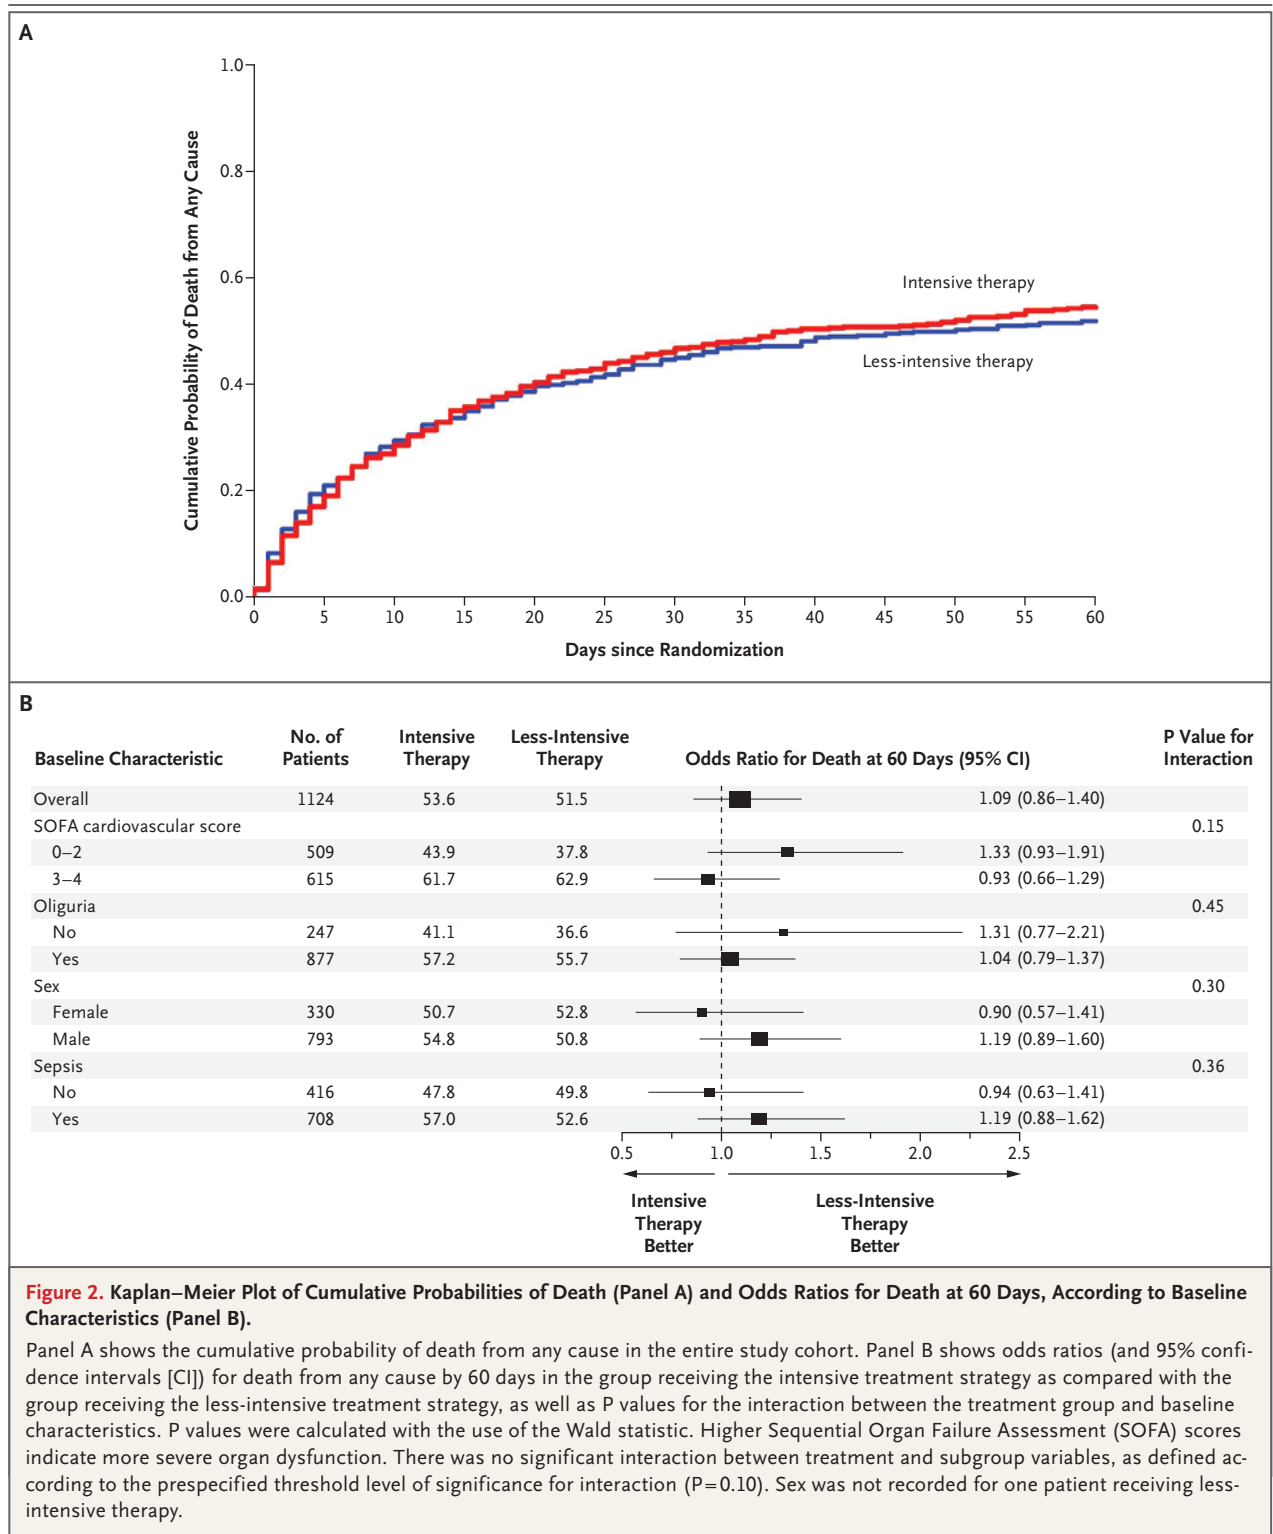 A
1.0
0.8
0.6
0.4
0.2
0.0
Cumulative Probability of Death from Any Cause
Intensive therapy
Less-intensive therapy
0 5 10 15 20 25 30 35 40 45 50 55 60
Days since Randomization
B
Baseline Characteristic No. of Patients Intensive Therapy Less-Intensive Therapy Odds Ratio for Death at 60 Days (95% CI) P Value for Interaction
Overall 1124 53.6 51.5 1.09 (0.86–1.40)
SOFA cardiovascular score 0.15
0–2 509 43.9 37.8 1.33 (0.93–1.91)
3–4 615 61.7 62.9 0.93 (0.66–1.29)
Oliguria 0.45
No 247 41.1 36.6 1.31 (0.77–2.21)
Yes 877 57.2 55.7 1.04 (0.79–1.37)
Sex 0.30
Female 330 50.7 52.8 0.90 (0.57–1.41)
Male 793 54.8 50.8 1.19 (0.89–1.60)
Sepsis 0.36
No 416 47.8 49.8 0.94 (0.63–1.41)
Yes 708 57.0 52.6 1.19 (0.88–1.62)
0.5 1.0 1.5 2.0 2.5
Intensive Therapy Better
Less-Intensive Therapy Better
Figure 2. Kaplan–Meier Plot of Cumulative Probabilities of Death (Panel A) and Odds Ratios for Death at 60 Days, According to Baseline
Characteristics (Panel B).
Panel A shows the cumulative probability of death from any cause in the entire study cohort. Panel B shows odds ratios (and 95% confi-
dence intervals [CI]) for death from any cause by 60 days in the group receiving the intensive treatment strategy as compared with the
group receiving the less-intensive treatment strategy, as well as P values for the interaction between the treatment group and baseline
characteristics. P values were calculated with the use of the Wald statistic. Higher Sequential Organ Failure Assessment (SOFA) scores
indicate more severe organ dysfunction. There was no significant interaction between treatment and subgroup variables, as defined ac-
cording to the prespecified threshold level of significance for interaction (P=0.10). Sex was not recorded for one patient receiving less-
intensive therapy.